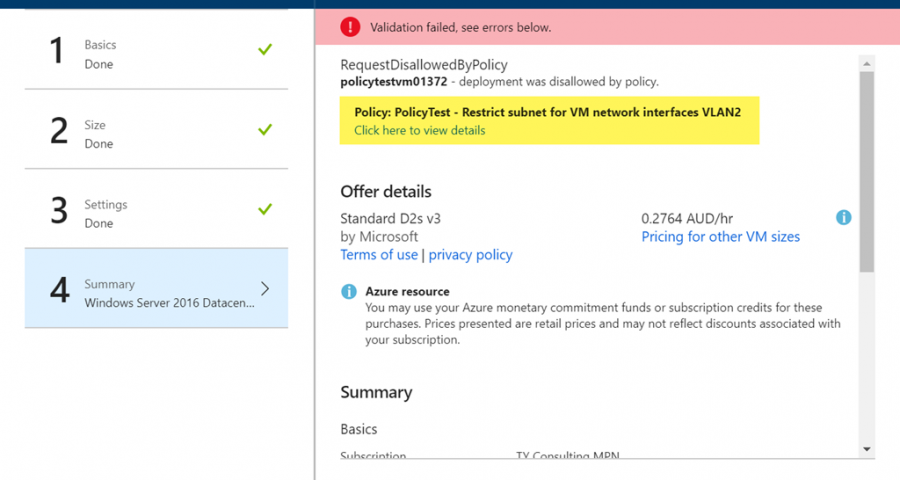 1
Basics
Done
2
Size
Done
3
Settings
Done
4
Summary
Windows Server 2016 Datacen...
Validation failed, see errors below.
RequestDisallowedByPolicy
policytestvm01372 - deployment was disallowed by policy.
Policy: PolicyTest - Restrict subnet for VM network interfaces VLAN2
Click here to view details
Offer details
Standard D2s v3 0.2764 AUD/hr
by Microsoft Pricing for other VM sizes
Terms of use | privacy policy
Azure resource
You may use your Azure monetary commitment funds or subscription credits for these
purchases. Prices presented are retail prices and may not reflect discounts associated with
your subscription.
Summary
Basics
Subscription TY Consulting MPN